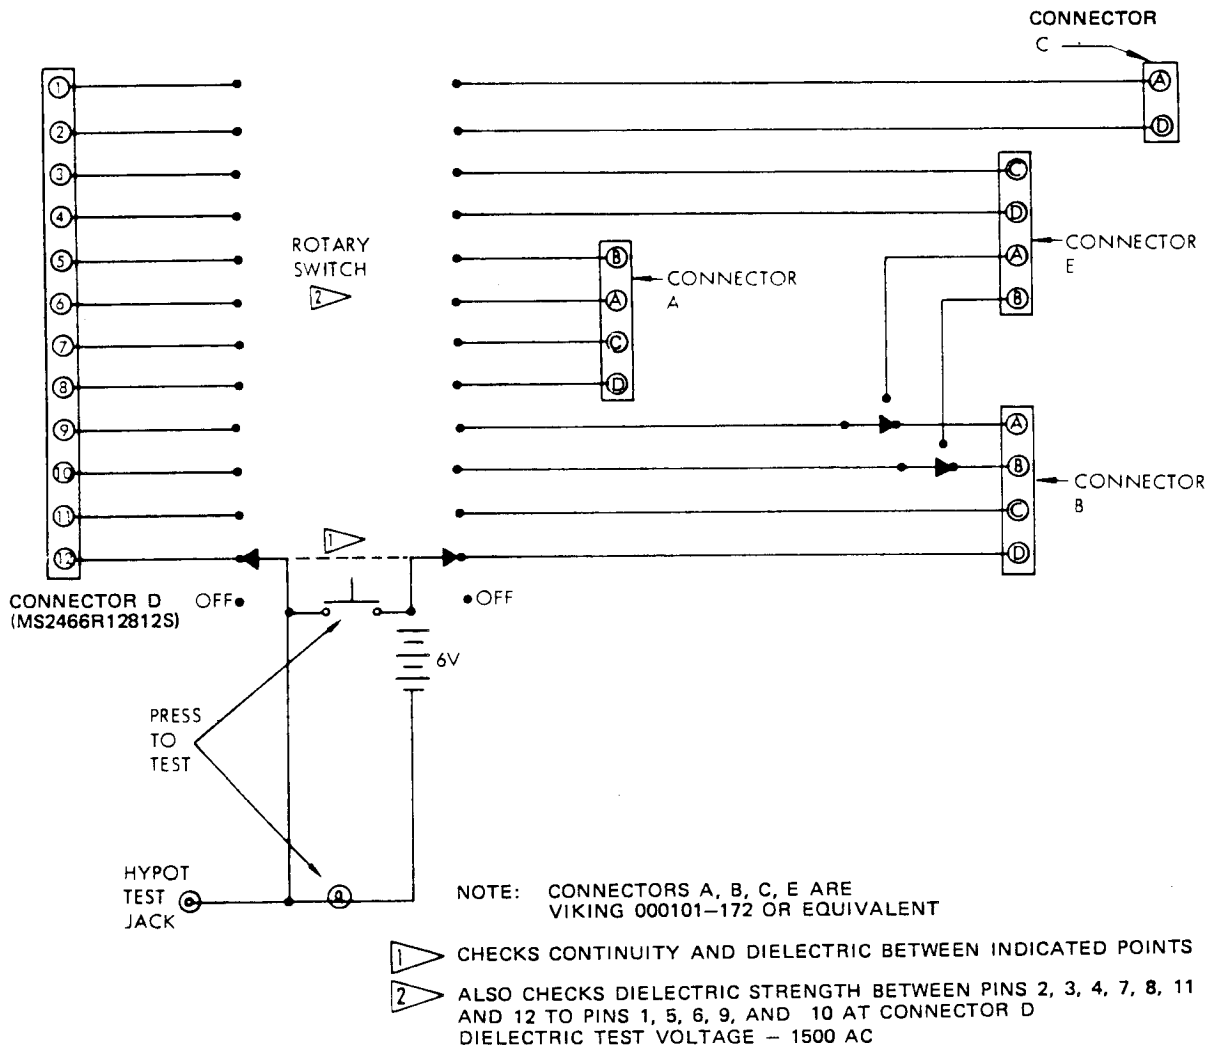 CONNECTOR
C
A
D
1
2
3
4
5
6
7
8
9
10
11
12
C
D
A
B
CONNECTOR
E
ROTARY
SWITCH
2
B
A
C
D
CONNECTOR
A
A
B
C
D
CONNECTOR
B
1
CONNECTOR D
(MS2466R12812S)
OFF
OFF
6V
PRESS
TO
TEST
HYPOT
TEST
JACK
NOTE: CONNECTORS A, B, C, E ARE
VIKING 000101-172 OR EQUIVALENT
1 CHECKS CONTINUITY AND DIELECTRIC BETWEEN INDICATED POINTS
2 ALSO CHECKS DIELECTRIC STRENGTH BETWEEN PINS 2, 3, 4, 7, 8, 11
AND 12 TO PINS 1, 5, 6, 9, AND 10 AT CONNECTOR D
DIELECTRIC TEST VOLTAGE – 1500 AC